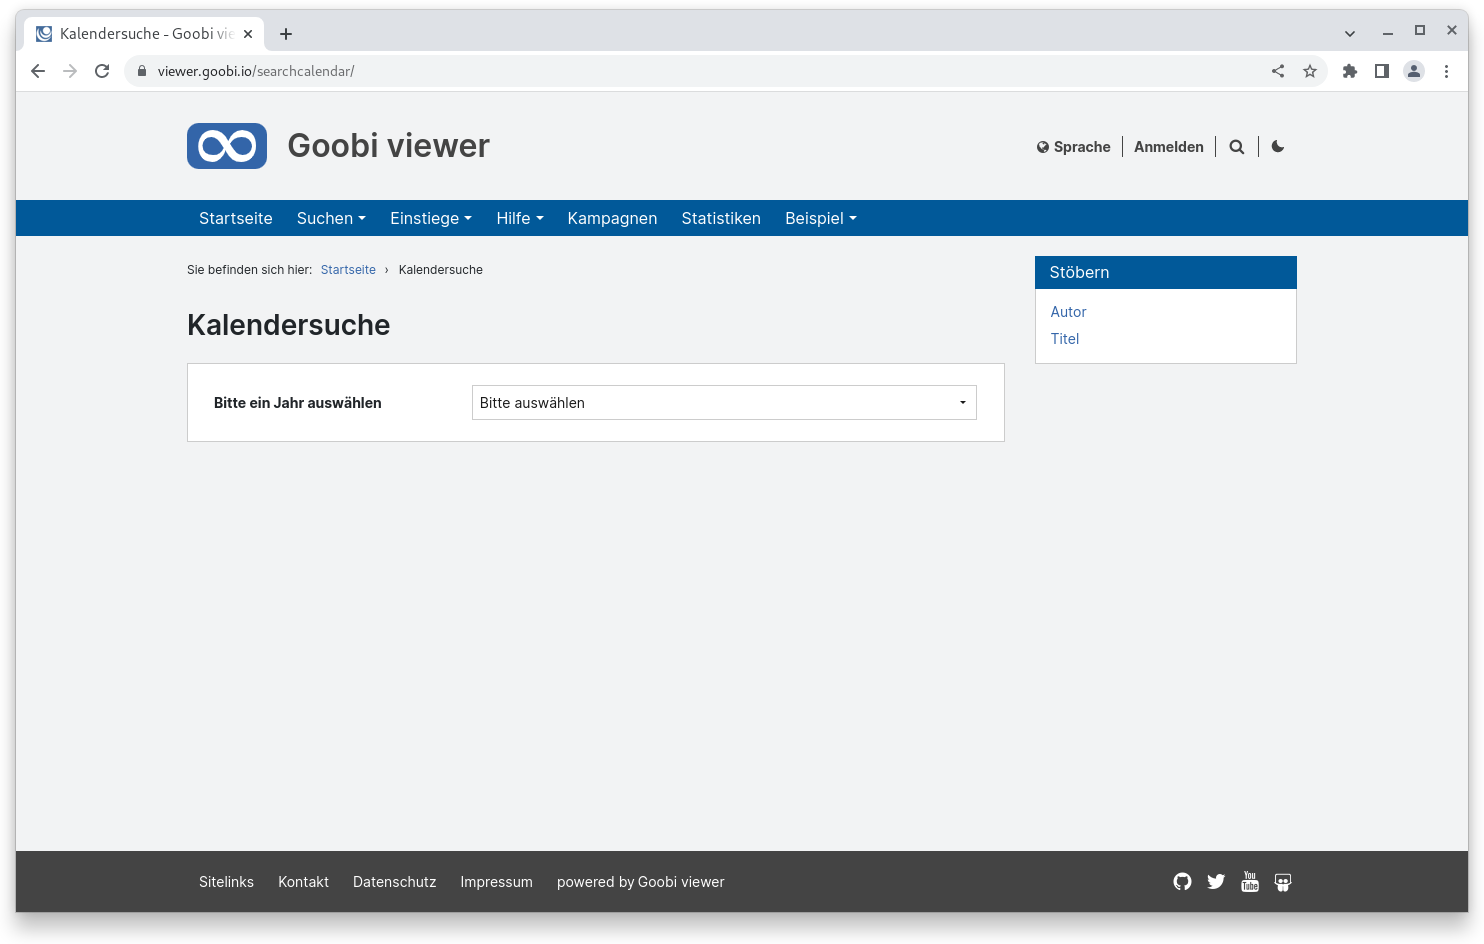 Kalendersuche - Goobi vie
viewer.goobi.io/searchcalendar/
Goobi viewer
Sprache Anmelden
Startseite Suchen Einstiege Hilfe Kampagnen Statistiken Beispiel
Sie befinden sich hier: Startseite › Kalendersuche
Kalendersuche
Bitte ein Jahr auswählen Bitte auswählen
Stöbern
Autor
Titel
Sitelinks Kontakt Datenschutz Impressum powered by Goobi viewer
You
Tube